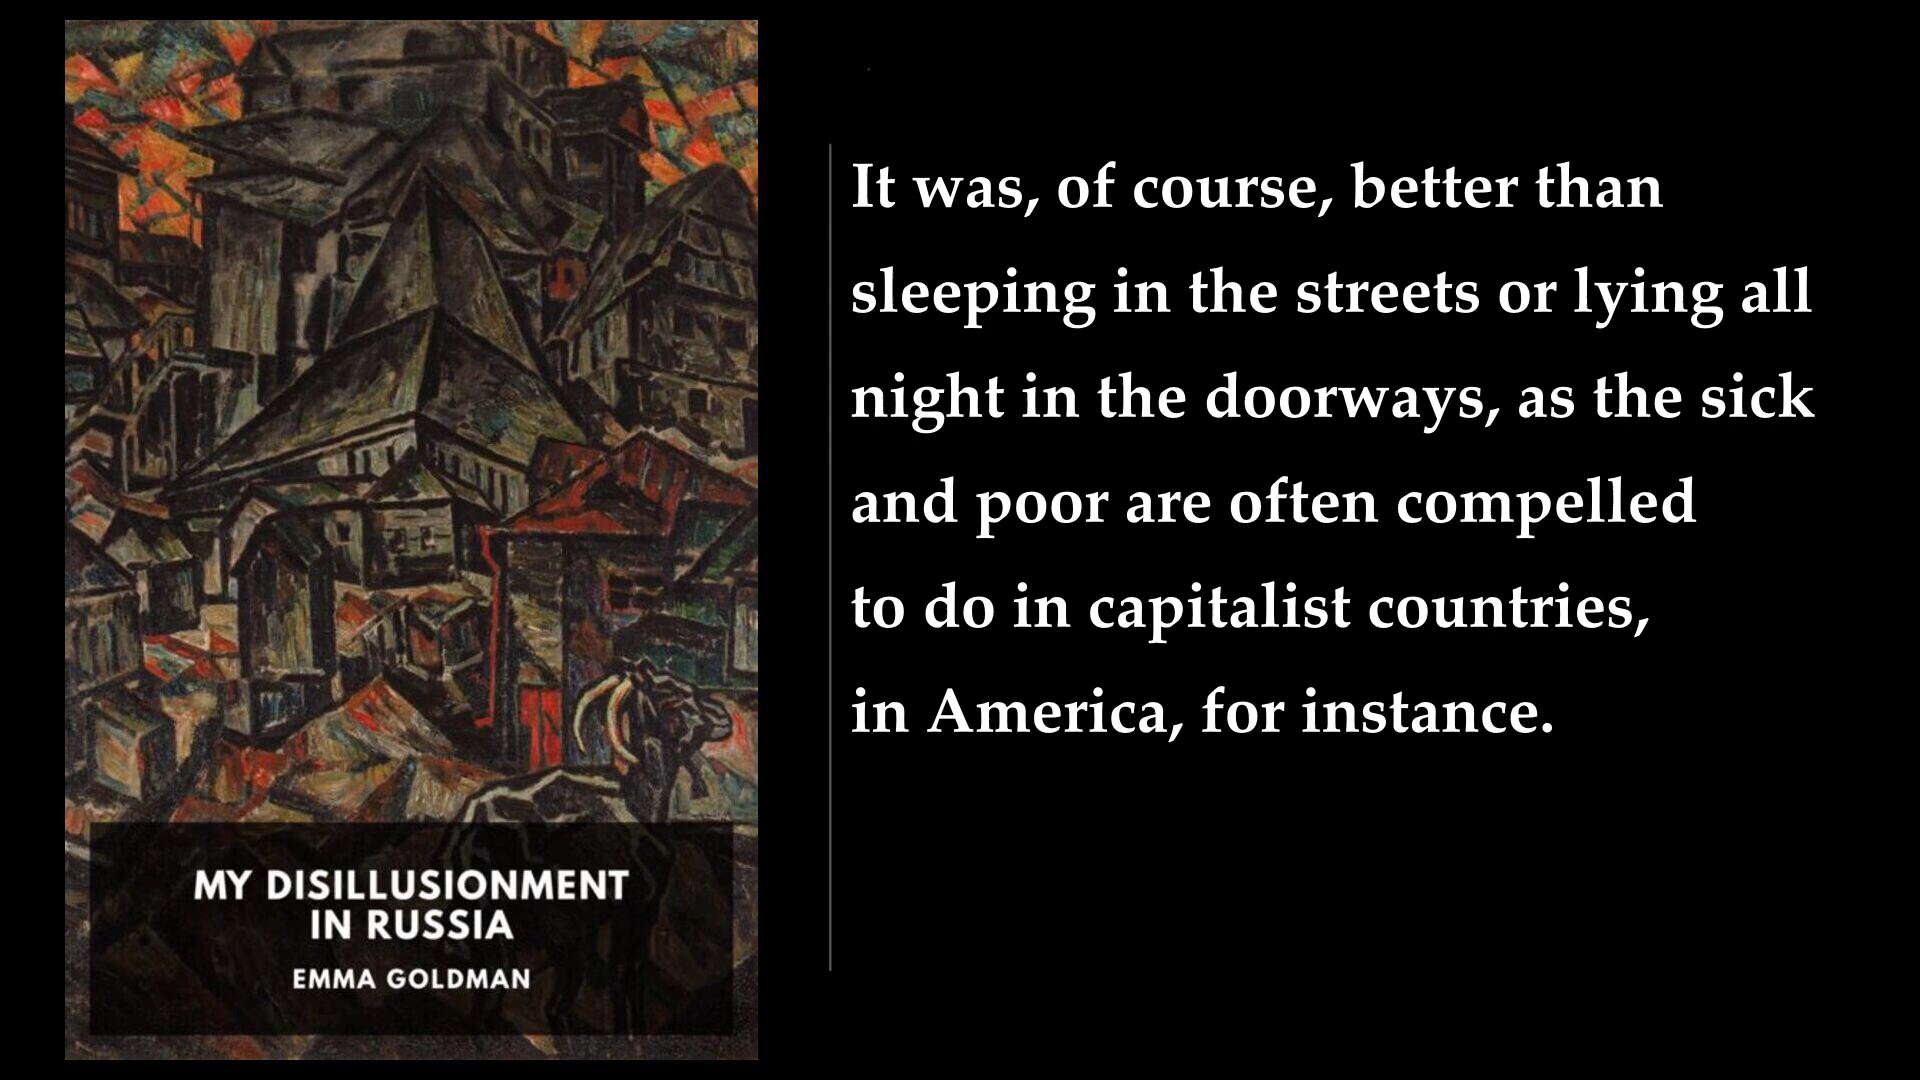 MY DISILLUSIONMENT
IN RUSSIA
EMMA GOLDMAN
It was, of course, better than
sleeping in the streets or lying all
night in the doorways, as the sick
and poor are often compelled
to do in capitalist countries,
in America, for instance.